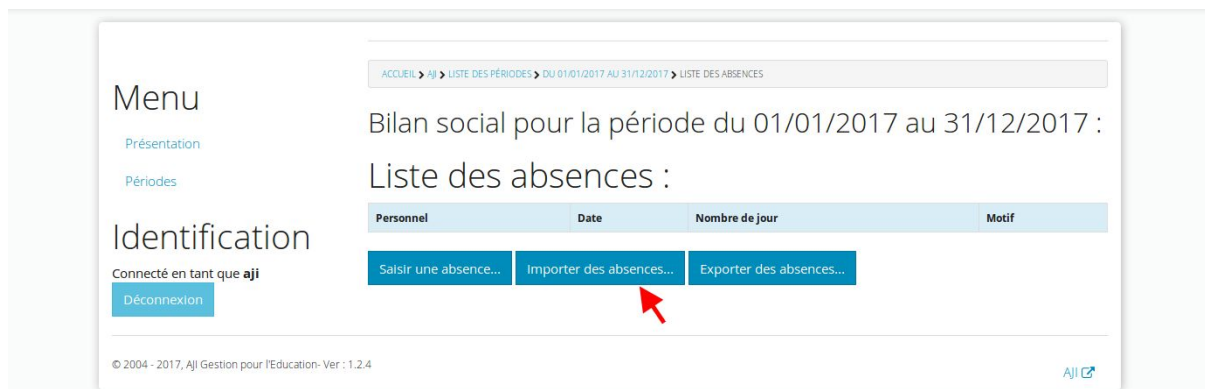 ACCUEIL > AJI > LISTE DES PÉRIODES > DU 01/01/2017 AU 31/12/2017 > LISTE DES ABSENCES
Menu
Présentation
Périodes
Identification
Connecté en tant que aji
Déconnexion
Bilan social pour la période du 01/01/2017 au 31/12/2017 :
Liste des absences :
Personnel Date Nombre de jour Motif
Saisir une absence... Importer des absences... Exporter des absences...
© 2004 - 2017, AJI Gestion pour l'Education- Ver : 1.2.4
AJI